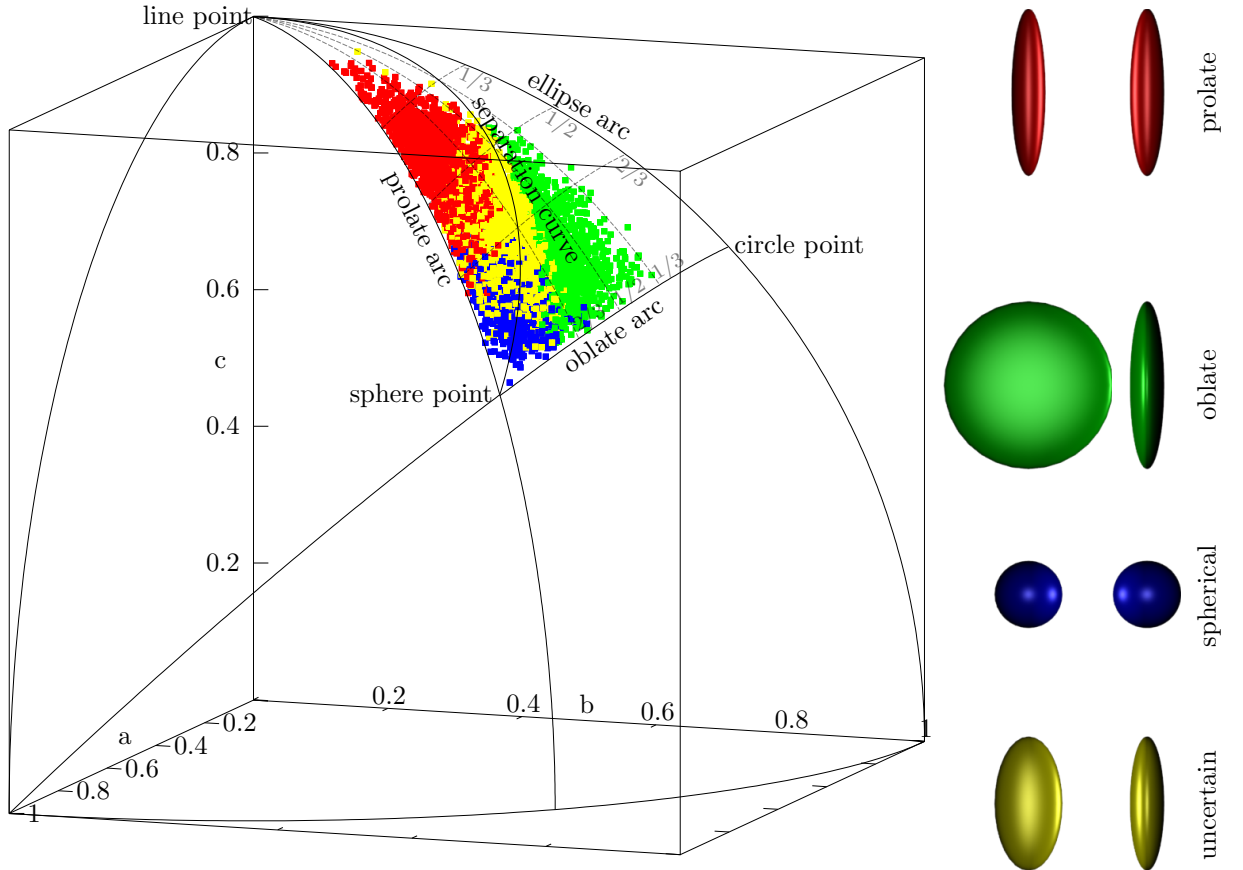 line point
prolate
1/3
ellipse arc
separation curve
1/2
0.8
2/3
prolate arc
circle point
1/3
0.6
1/2
oblate arc
c
oblate
sphere point
0.4
0.2
spherical
0.2
0.4
b
0.6
0.8
1
0.2
a
0.4
0.6
0.8
1
uncertain